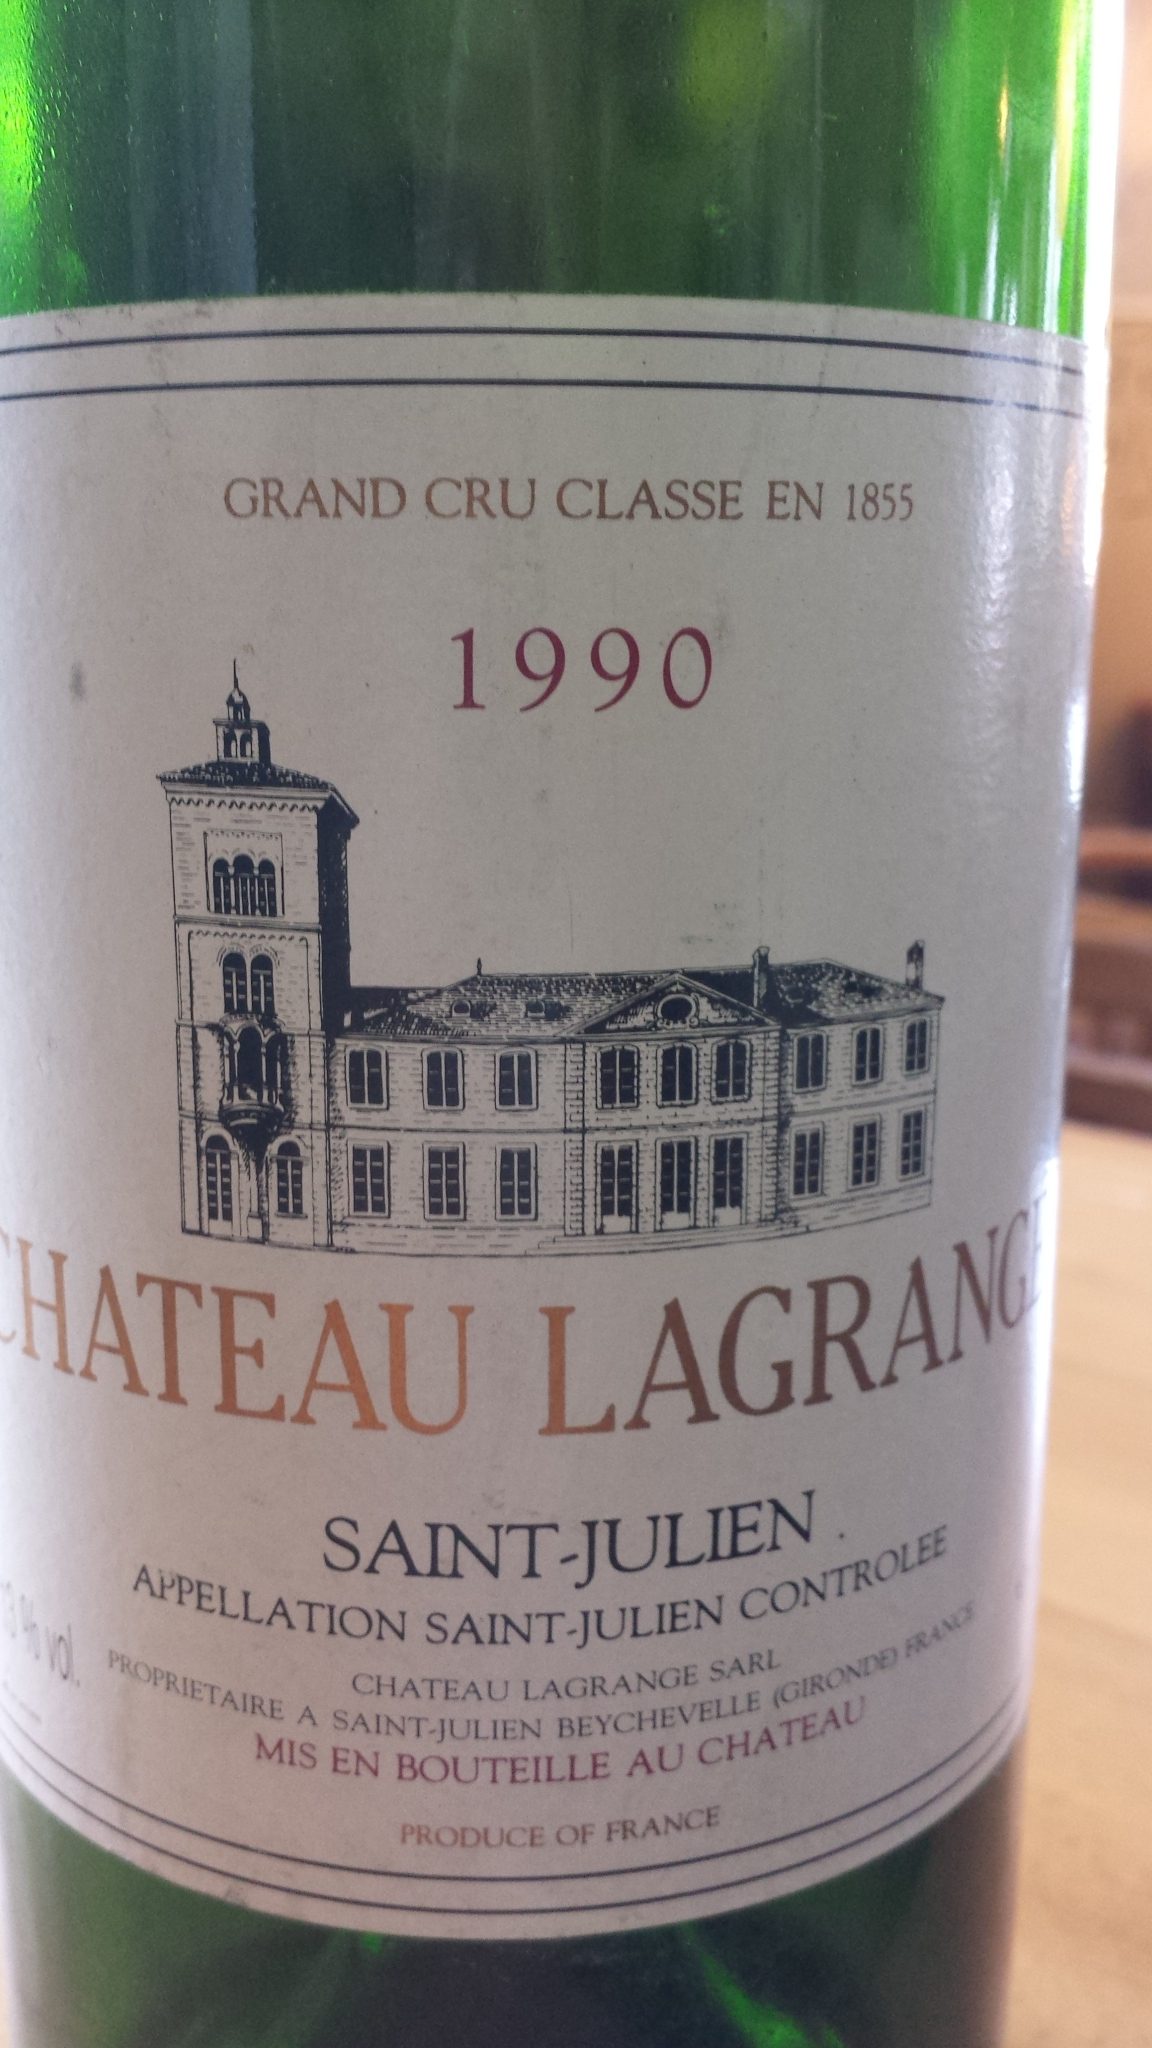 GRAND CRU CLASSE EN 1855
1990
CHATEAU LAGRANGE
SAINT-JULIEN
APPELLATION SAINT-JULIEN CONTROLEE
% vol.
CHATEAU LAGRANGE SARL
PROPRIETAIRE A SAINT-JULIEN BEYCHEVELLE (GIRONDE) FRANCE
MIS EN BOUTEILLE AU CHATEAU
PRODUCE OF FRANCE